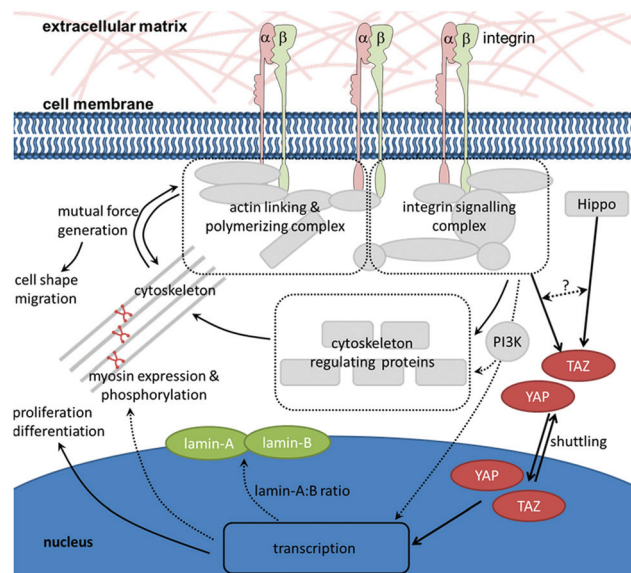 extracellular matrix
α β
α β
α β
integrin
cell membrane
actin linking &
polymerizing complex
integrin signalling
complex
Hippo
mutual force
generation
cell shape
migration
cytoskeleton
?
cytoskeleton
regulating proteins
PI3K
TAZ
YAP
myosin expression &
phosphorylation
proliferation
differentiation
lamin-A
lamin-B
shuttling
YAP
TAZ
lamin-A:B ratio
nucleus
transcription